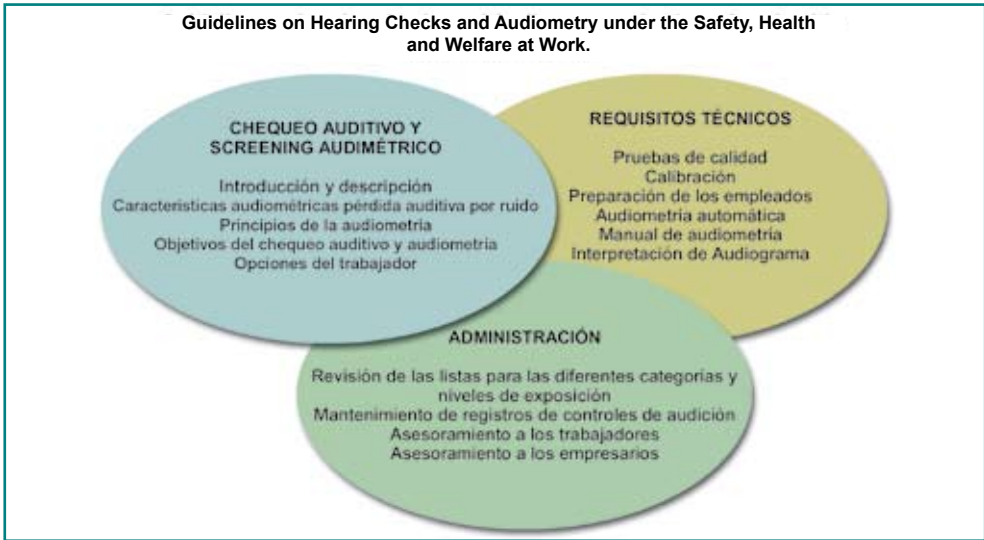 Guidelines on Hearing Checks and Audiometry under the Safety, Health
and Welfare at Work.
CHEQUEO AUDITIVO Y
SCREENING AUDIMÉTRICO
Introducción y descripción
Características audiométricas pérdida auditiva por ruido
Principios de la audiometría
Objetivos del chequeo auditivo y audiometría
Opciones del trabajador
REQUISITOS TÉCNICOS
Pruebas de calidad
Calibración
Preparación de los empleados
Audiometría automática
Manual de audiometría
Interpretación de Audiograma
ADMINISTRACIÓN
Revisión de las listas para las diferentes categorías y
niveles de exposición
Mantenimiento de registros de controles de audición
Asesoramiento a los trabajadores
Asesoramiento a los empresarios